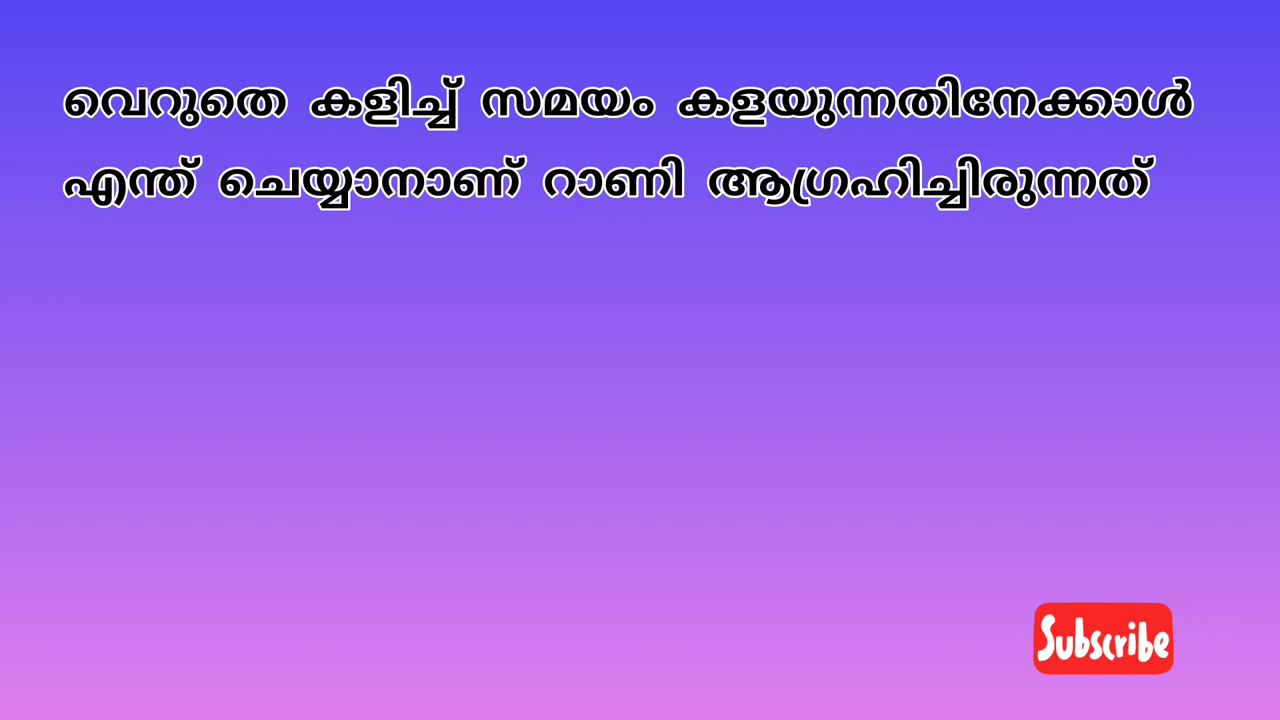 വെറുതെ കളിച്ച് സമയം കളയുന്നതിനേക്കാൾ
എന്ത് ചെയ്യാനാണ് റാണി ആഗ്രഹിച്ചിരുന്നത്
Subscribe